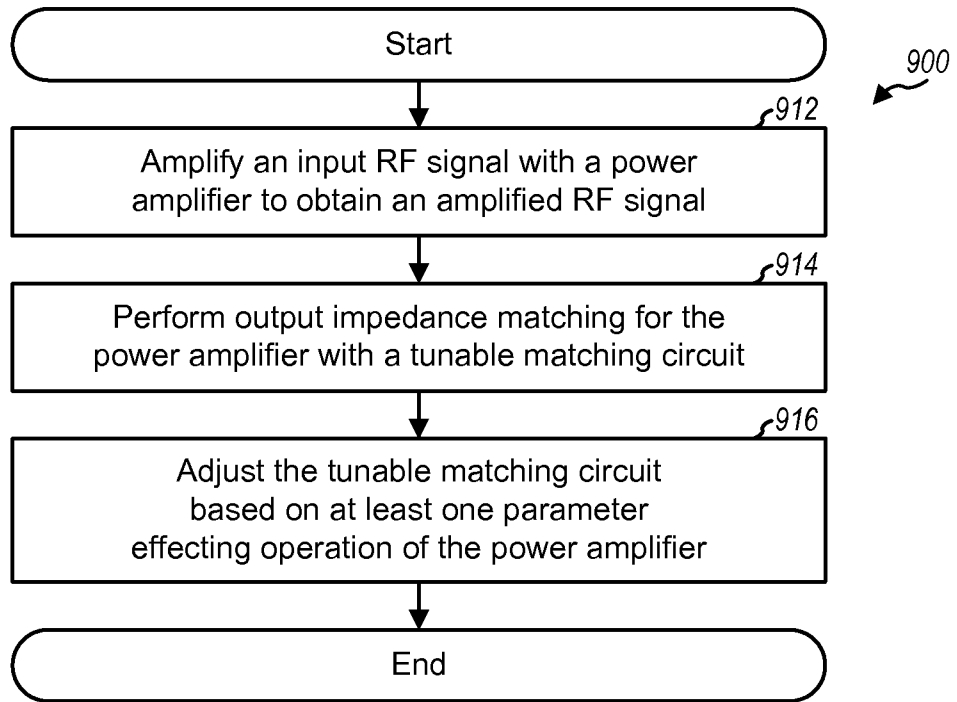 Start
900
912
Amplify an input RF signal with a power
amplifier to obtain an amplified RF signal
914
Perform output impedance matching for the
power amplifier with a tunable matching circuit
916
Adjust the tunable matching circuit
based on at least one parameter
effecting operation of the power amplifier
End